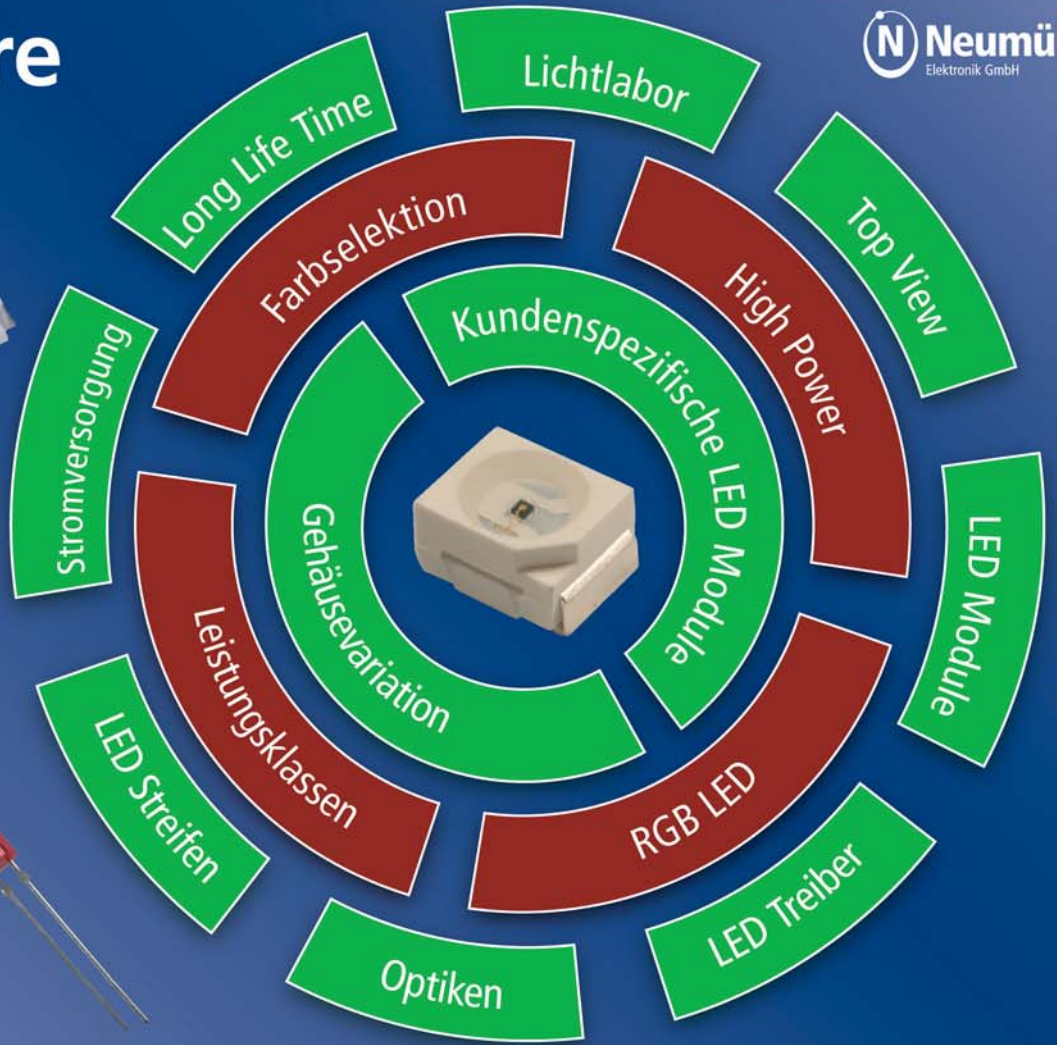 re
N Neumü
Elektronik GmbH
Lichtlabor
Long Life Time
Top View
Farbselektion
High Power
Kundenspezifische LED Module
Stromversorgung
Gehäusevariation
LED Module
Leistungsklassen
RGB LED
LED Streifen
LED Treiber
Optiken